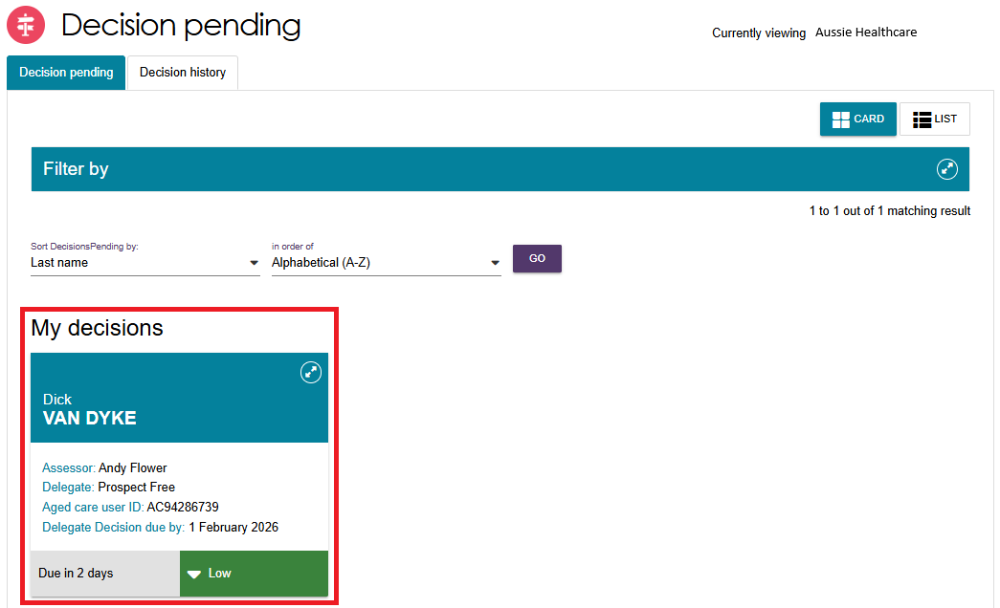 Decision pending
Currently viewing Aussie Healthcare
Decision pending
Decision history
CARD
LIST
Filter by
1 to 1 out of 1 matching result
Sort DecisionsPending by:
Last name
in order of
Alphabetical (A-Z)
GO
My decisions
Dick
VAN DYKE
Assessor: Andy Flower
Delegate: Prospect Free
Aged care user ID: AC94286739
Delegate Decision due by: 1 February 2026
Due in 2 days
Low